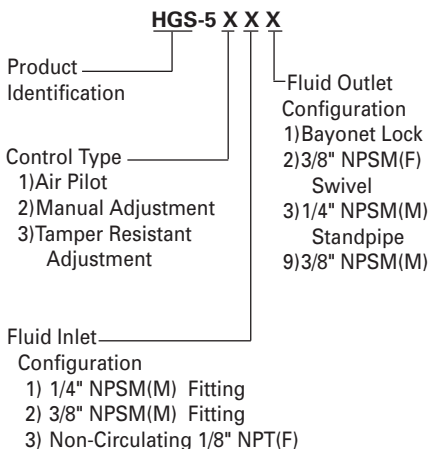 HGS-5 X X X
Product
Identification
Control Type
1)Air Pilot
2)Manual Adjustment
3)Tamper Resistant
Adjustment
Fluid Inlet
Configuration
1) 1/4" NPSM(M) Fitting
2) 3/8" NPSM(M) Fitting
3) Non-Circulating 1/8" NPT(F)
Fluid Outlet
Configuration
1)Bayonet Lock
2)3/8" NPSM(F)
Swivel
3)1/4" NPSM(M)
Standpipe
9)3/8" NPSM(M)